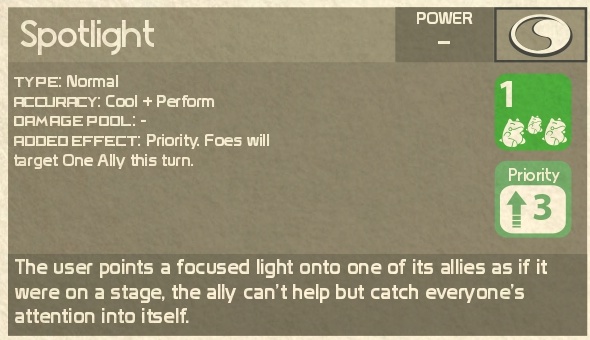 Spotlight
POWER
–
TYPE: Normal
ACCURACY: Cool + Perform
DAMAGE POOL: -
ADDED EFFECT: Priority. Foes will
target One Ally this turn.
1
Priority
3
The user points a focused light onto one of its allies as if it
were on a stage, the ally can't help but catch everyone's
attention into itself.